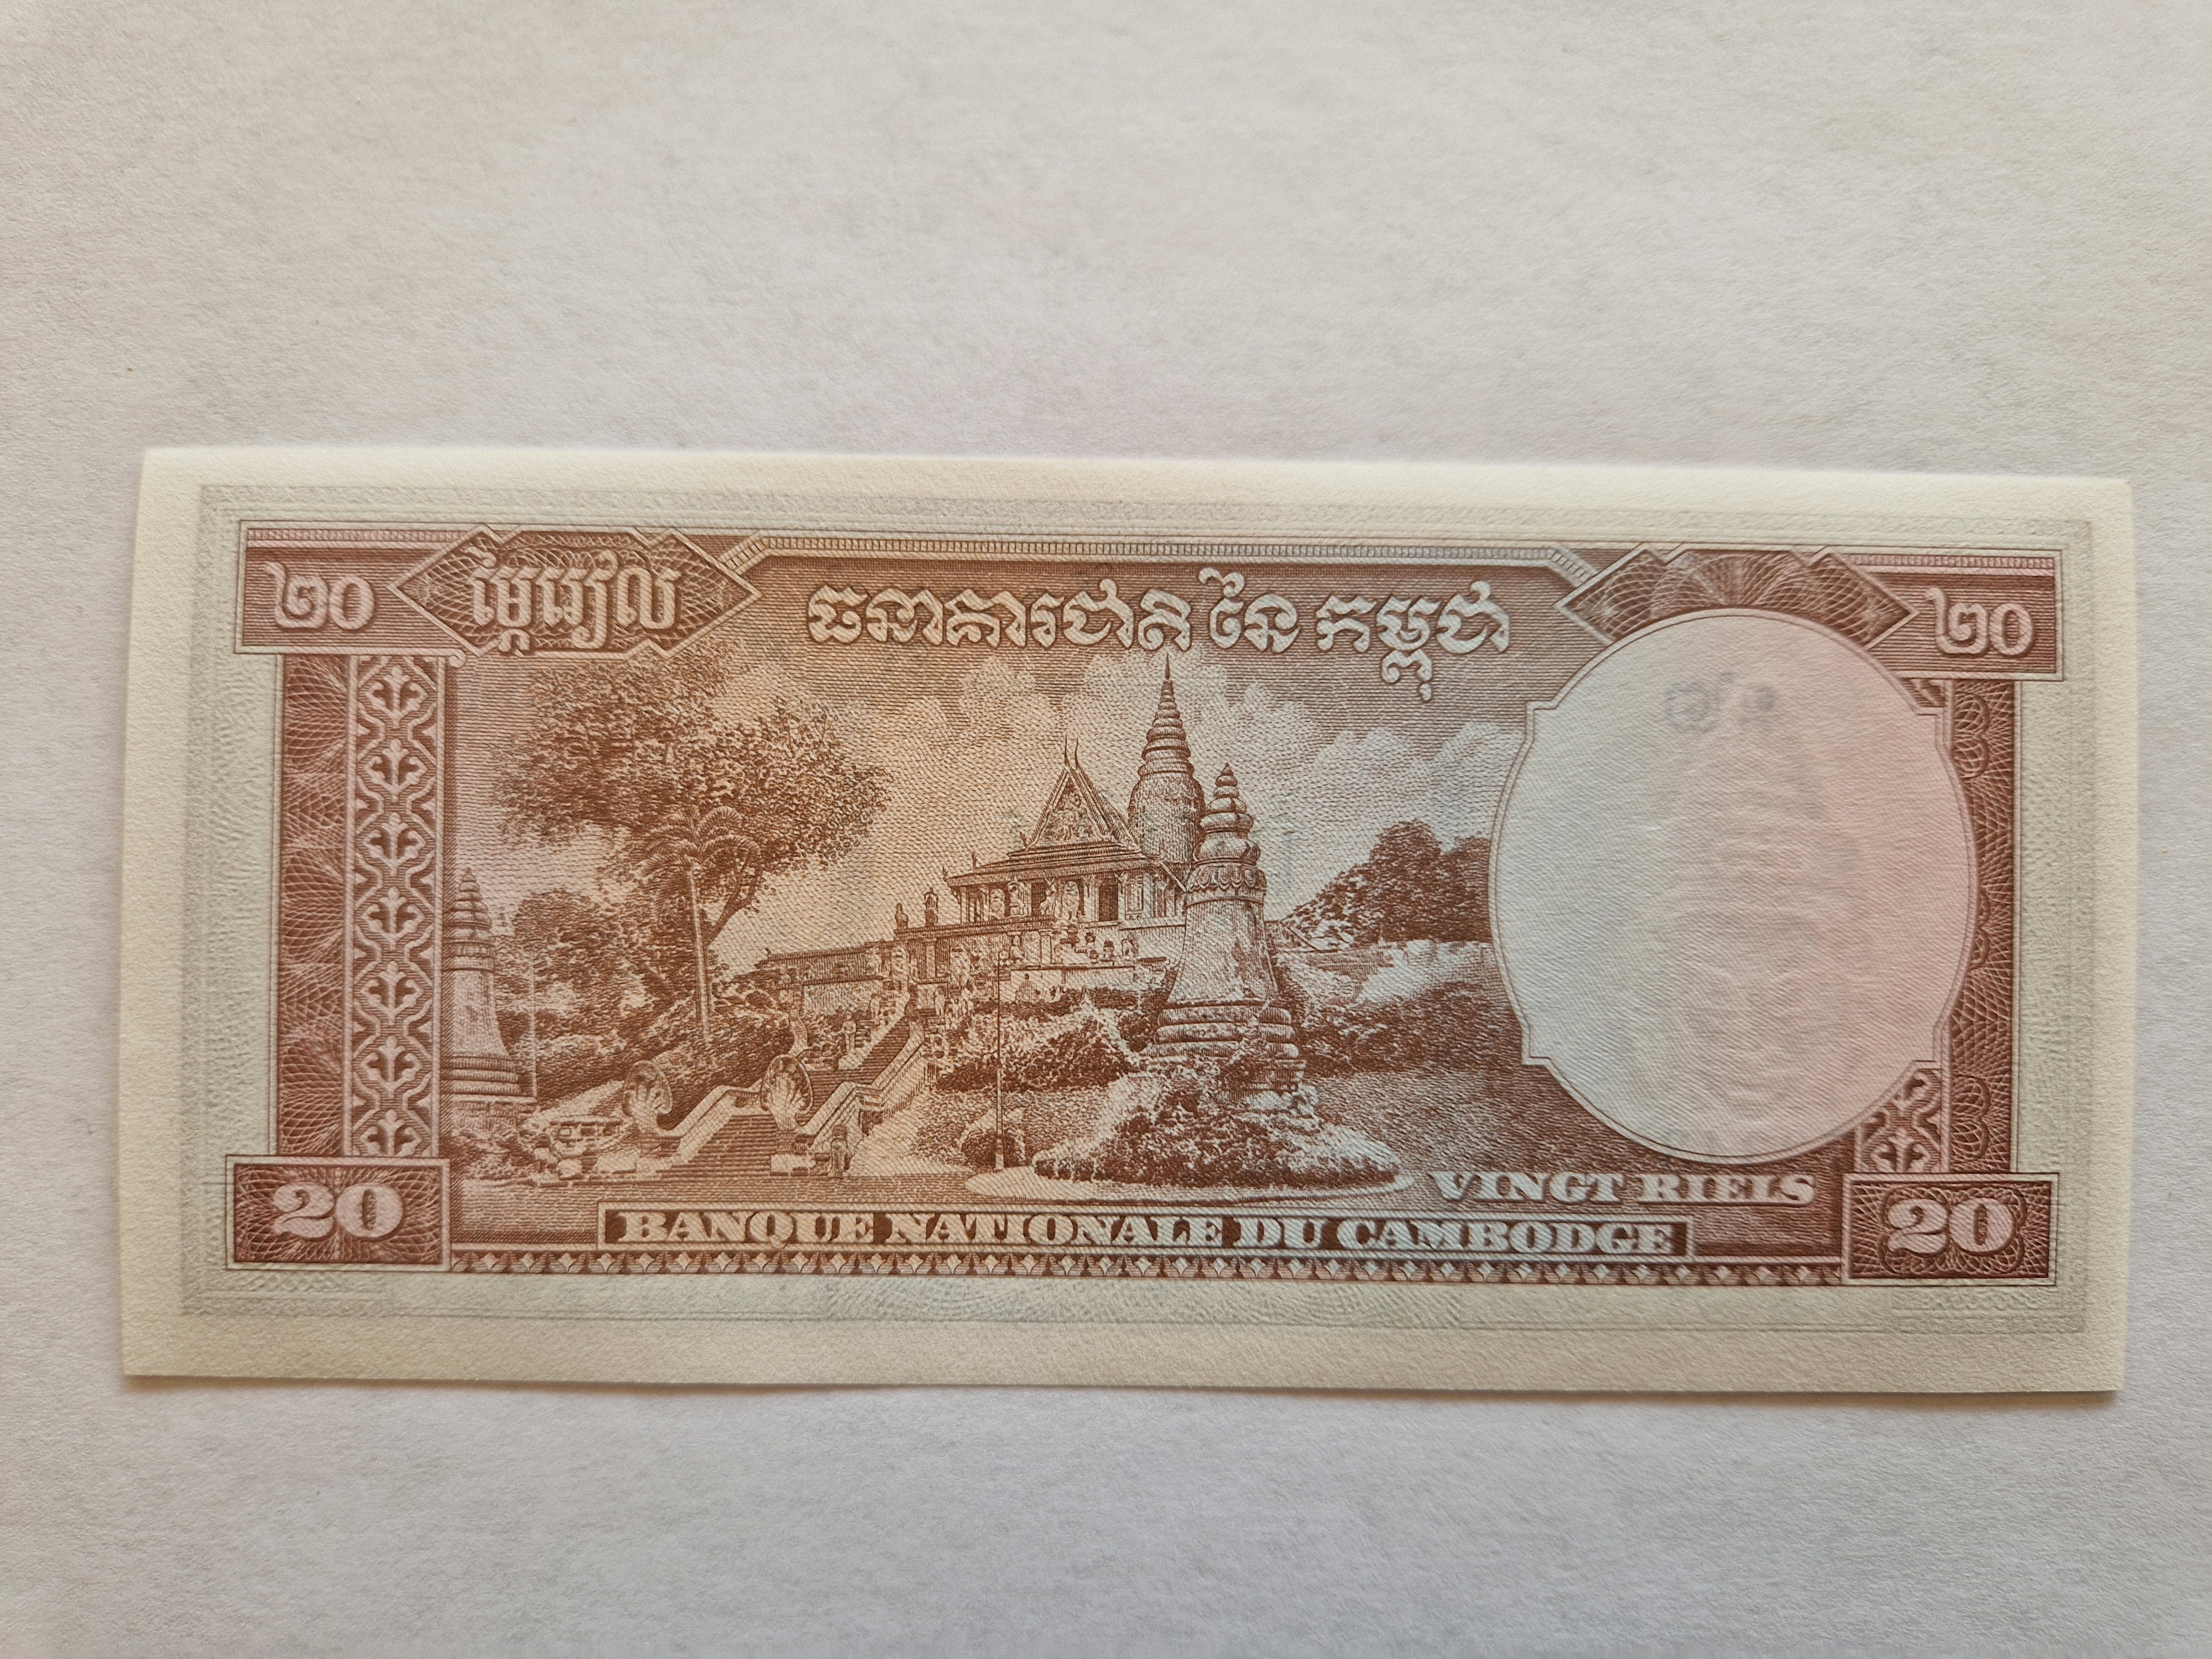 ២០ ម្ភៃរៀល ធនាគារជាតិ នៃ កម្ពុជា ២០
VINGT RIELS
20 BANQUE NATIONALE DU CAMBODGE 20